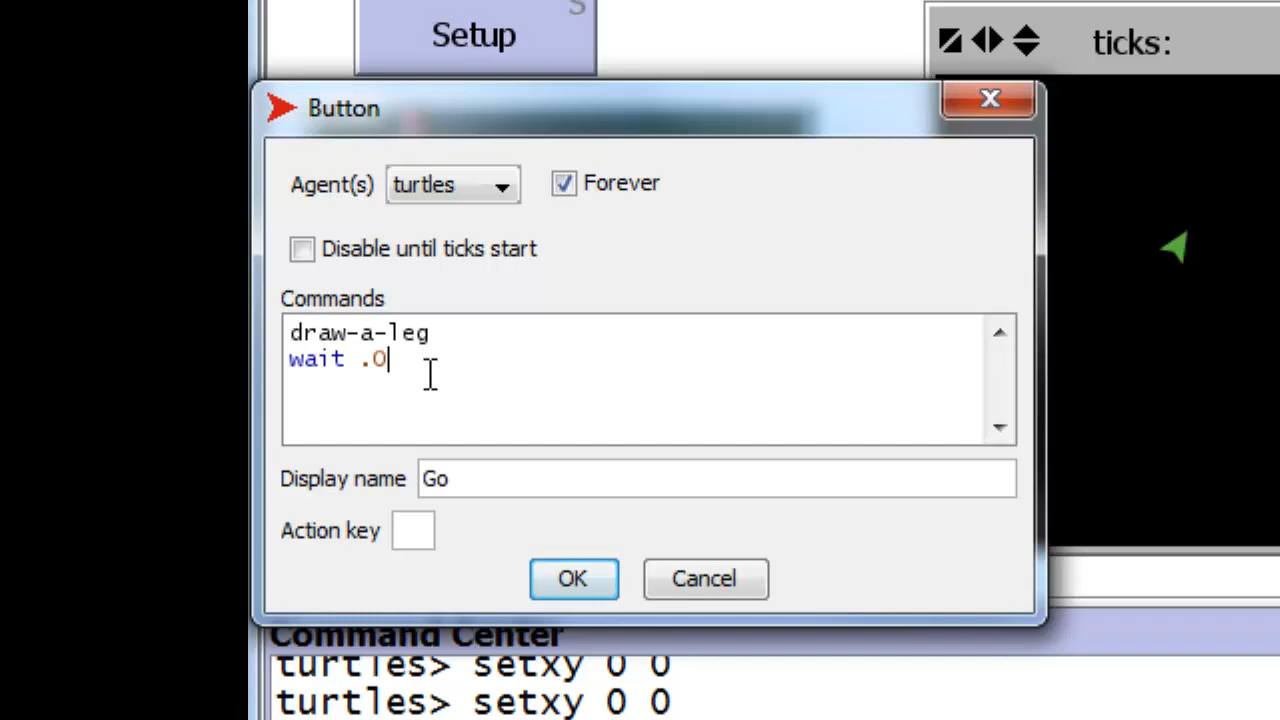 S
Setup
ticks:
Button
Agent(s) turtles Forever
Disable until ticks start
Commands
draw-a-leg
wait .0
Display name Go
Action key
OK Cancel
Command Center
turtles> setxy 0 0
turtles> setxy 0 0